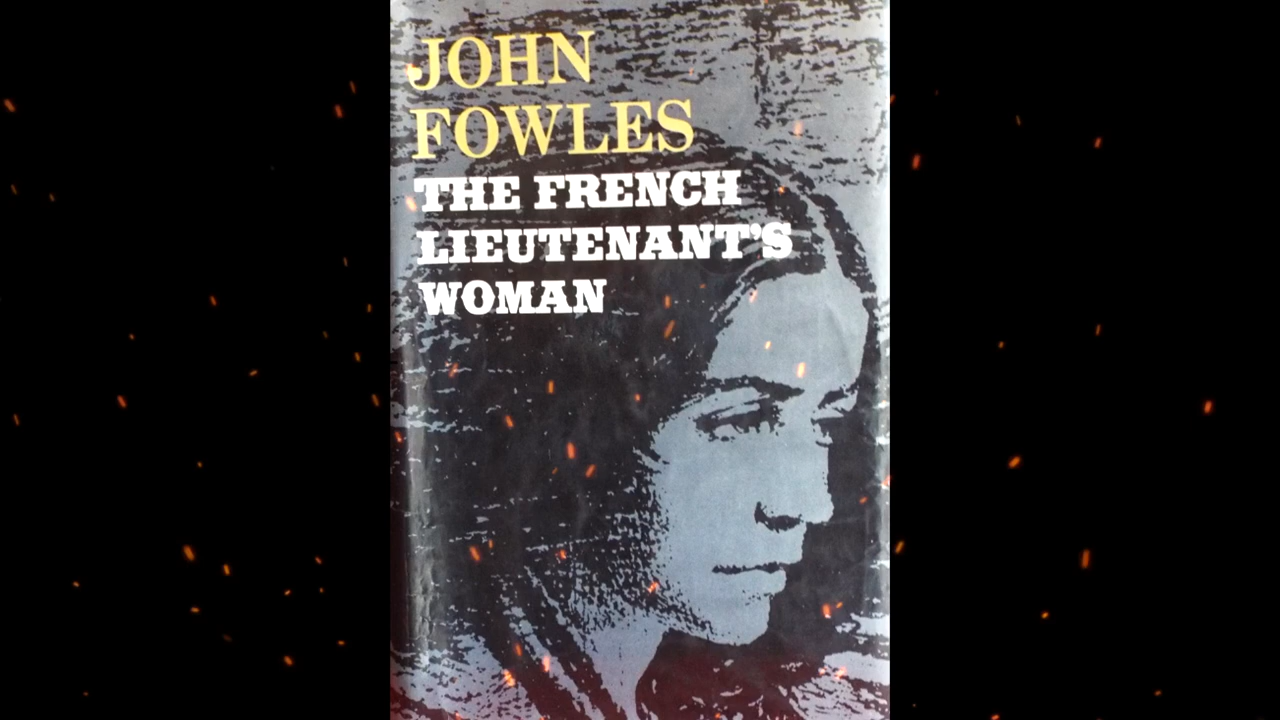 JOHN
FOWLES
THE FRENCH
LIEUTENANT'S
WOMAN